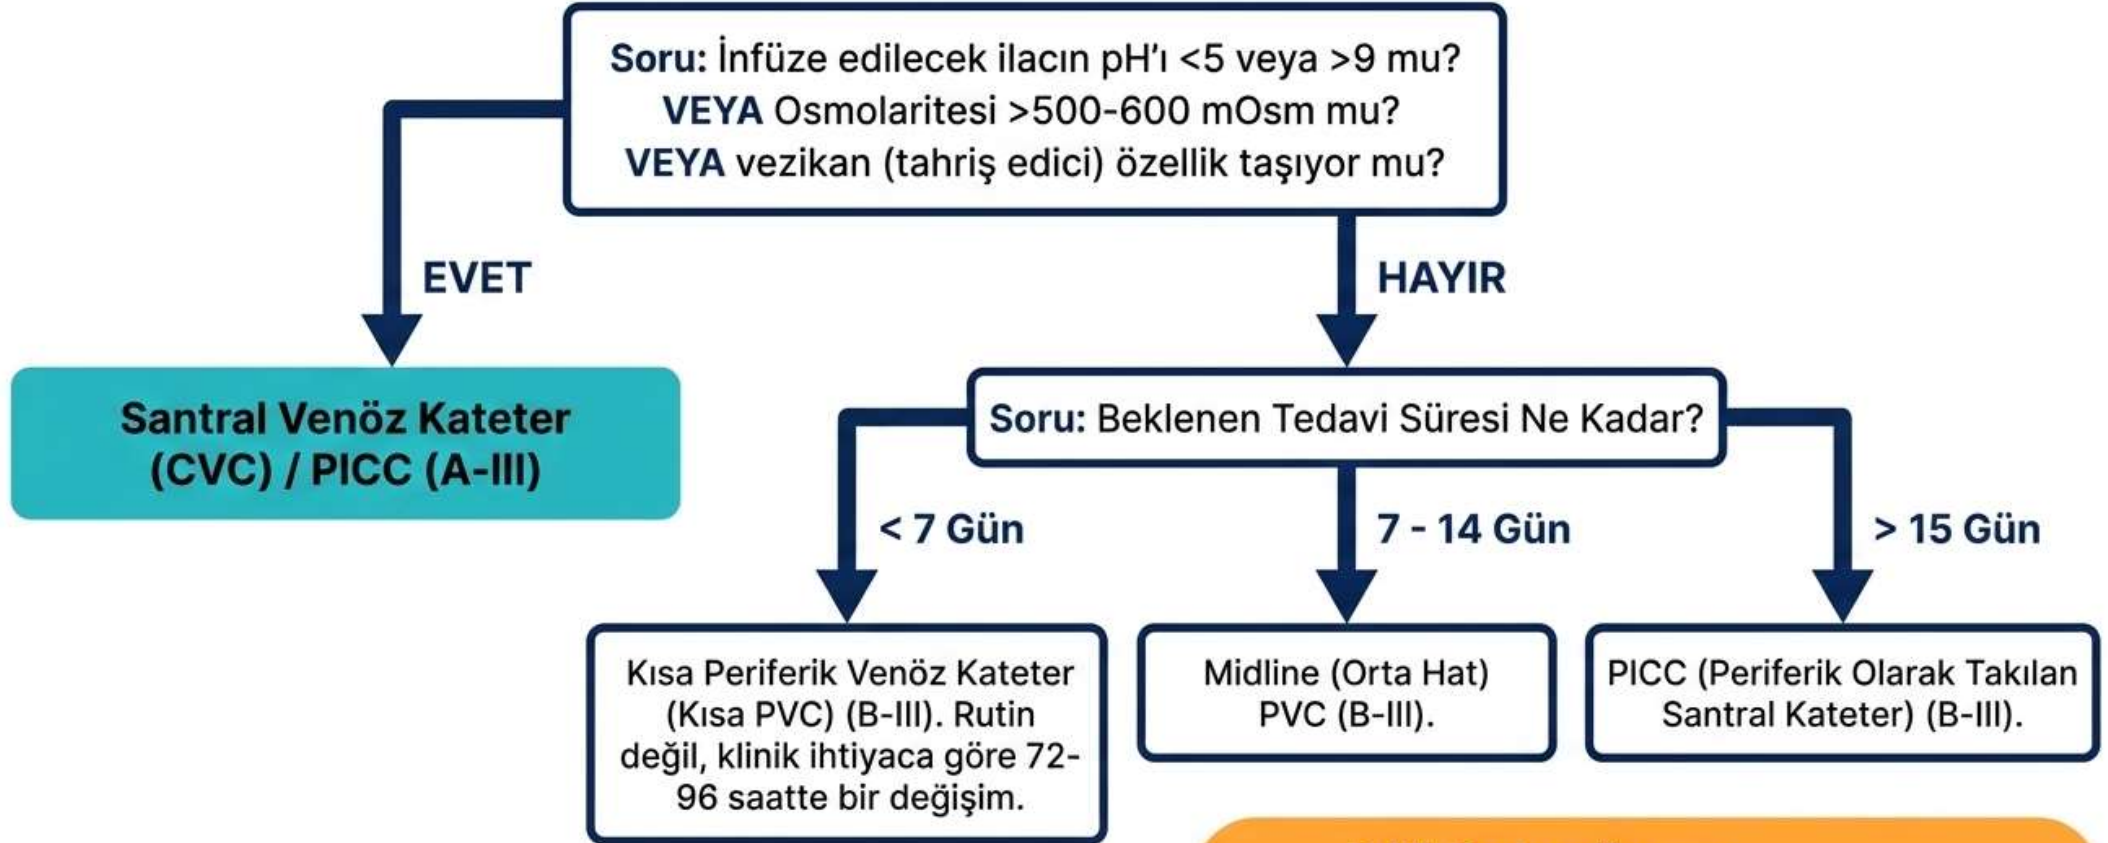 Soru: İnfüze edilecek ilacın pH’ı <5 veya >9 mu?
VEYA Osmolaritesi >500-600 mOsm mu?
VEYA vezikan (tahriş edici) özellik taşıyor mu?
EVET
HAYIR
Santral Venöz Kateter
(CVC) / PICC (A-III)
Soru: Beklenen Tedavi Süresi Ne Kadar?
< 7 Gün
7 - 14 Gün
> 15 Gün
Kısa Periferik Venöz Kateter
(Kısa PVC) (B-III). Rutin
değil, klinik ihtiyaca göre 72-
96 saatte bir değişim.
Midline (Orta Hat)
PVC (B-III).
PICC (Periferik Olarak Takılan
Santral Kateter) (B-III).